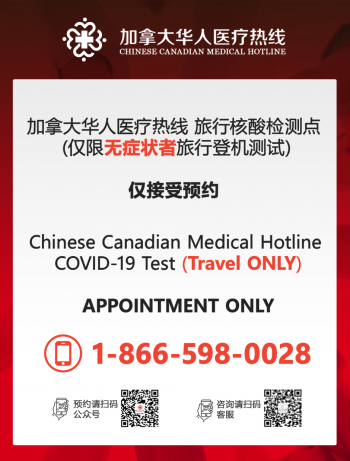 加拿大华人医疗热线
CHINESE CANADIAN MEDICAL HOTLINE
加拿大华人医疗热线 旅行核酸检测点
(仅限无症状者旅行登机测试)
仅接受预约
Chinese Canadian Medical Hotline
COVID-19 Test (Travel ONLY)
APPOINTMENT ONLY
1-866-598-0028
预约请扫码
公众号
咨询请扫码
客服